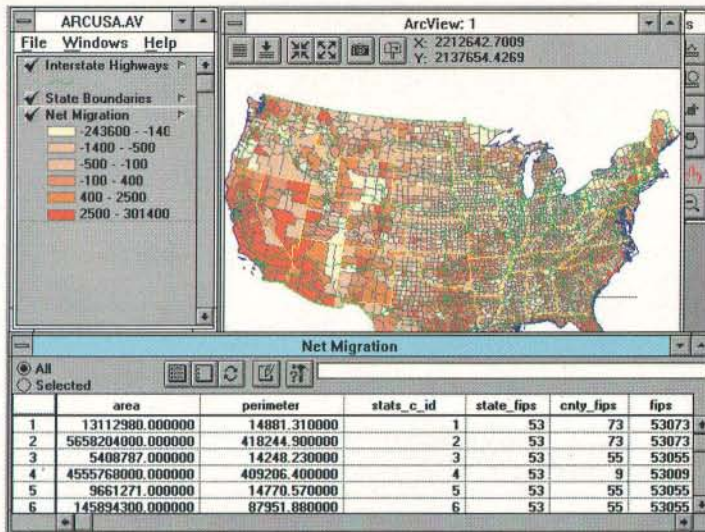 ARCUSA.AV
File Windows Help
Interstate Highways
State Boundaries
Net Migration
-243600 - -140
-1400 - -500
-500 - -100
-100 - 400
400 - 2500
2500 - 301400
ArcView: 1
X: 2212642.7009
Y: 2137654.4269
s
Net Migration
All
Selected
area perimeter stats_c_id state_fips cnty_fips fips
1 13112980.000000 14881.310000 1 53 73 53073
2 5658204000.000000 418244.900000 2 53 73 53073
3 5408787.000000 14248.230000 3 53 55 53055
4 4555768000.000000 409206.400000 4 53 9 53009
5 9661271.000000 14770.570000 5 53 55 53055
6 145894300.000000 87951.880000 6 53 55 53055